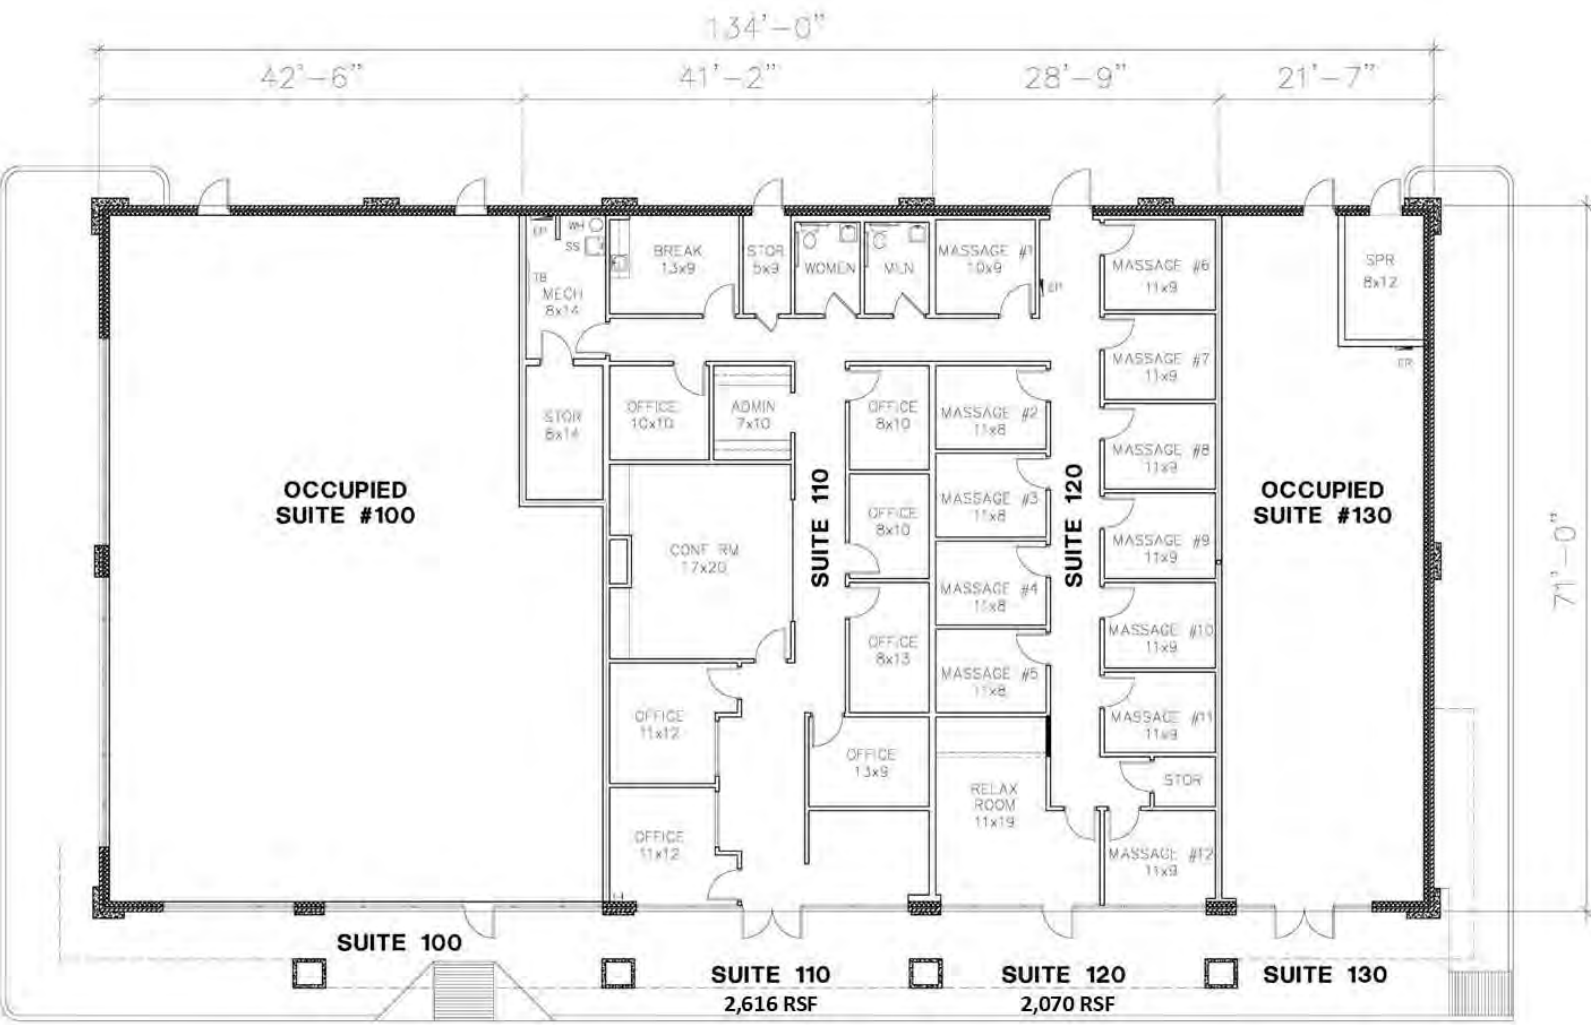 134'-0"
42'-6"
41'-2"
28'-9"
21'-7"
EP
WH
SS
TB
MECH
8x14
BREAK
13x9
STOR
5x9
WOMEN
MEN
MASSAGE #1
10x9
EP
MASSAGE #6
11x9
SPR
8x12
MASSAGE #7
11x9
STOR
OFFICE
10x10
ADMIN
7x10
OFFICE
8x10
MASSAGE #2
11x8
MASSAGE #8
11x9
OCCUPIED
SUITE #100
SUITE 110
MASSAGE #3
11x8
SUITE 120
OCCUPIED
SUITE #130
71'-0"
CONF RM
17x20
OFFICE
8x10
MASSAGE #9
11x9
MASSAGE #4
11x8
OFFICE
8x13
MASSAGE #10
11x9
MASSAGE #5
11x8
OFFICE
11x12
MASSAGE #11
11x9
OFFICE
13x9
STOR
RELAX
ROOM
11x19
OFFICE
11x12
MASSAGE #12
11x9
SUITE 100
SUITE 110
2,616 RSF
SUITE 120
2,070 RSF
SUITE 130